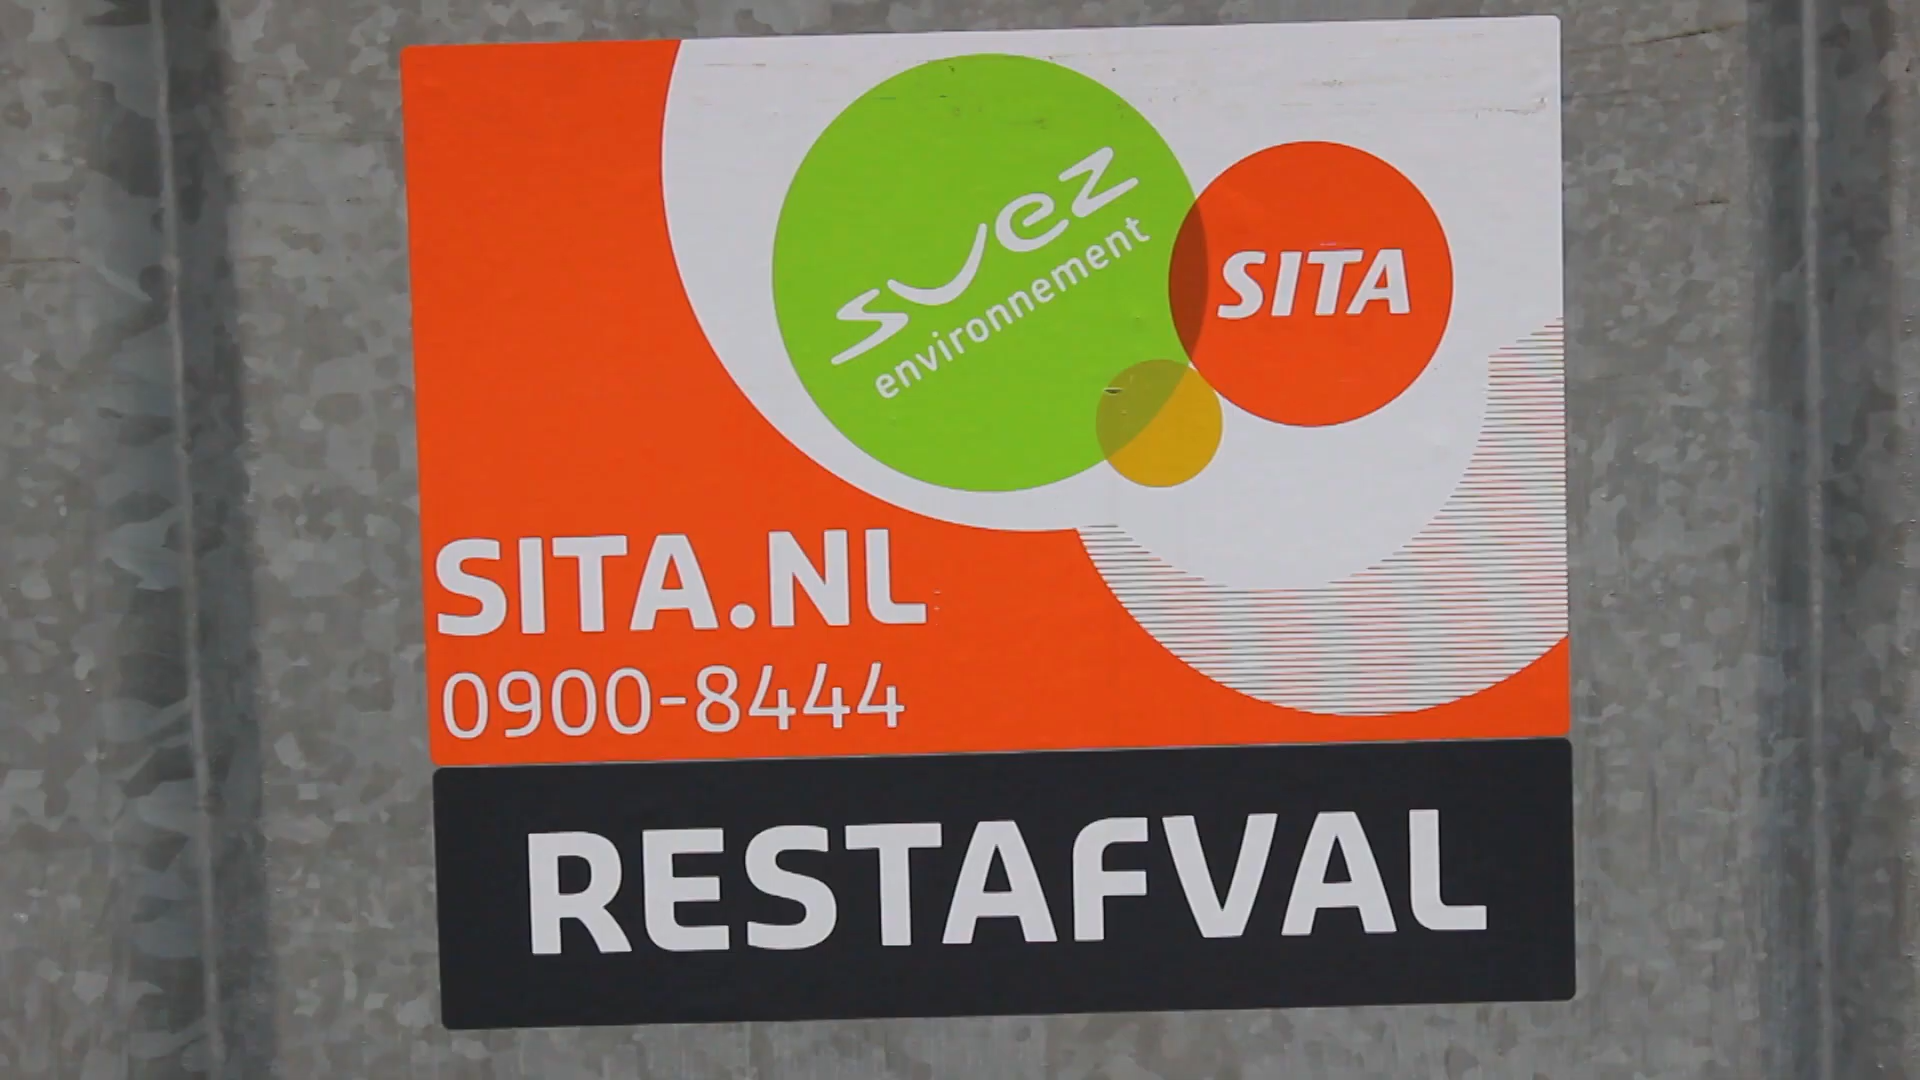 suez
environnement
SITA
SITA.NL
0900-8444
RESTAFVAL